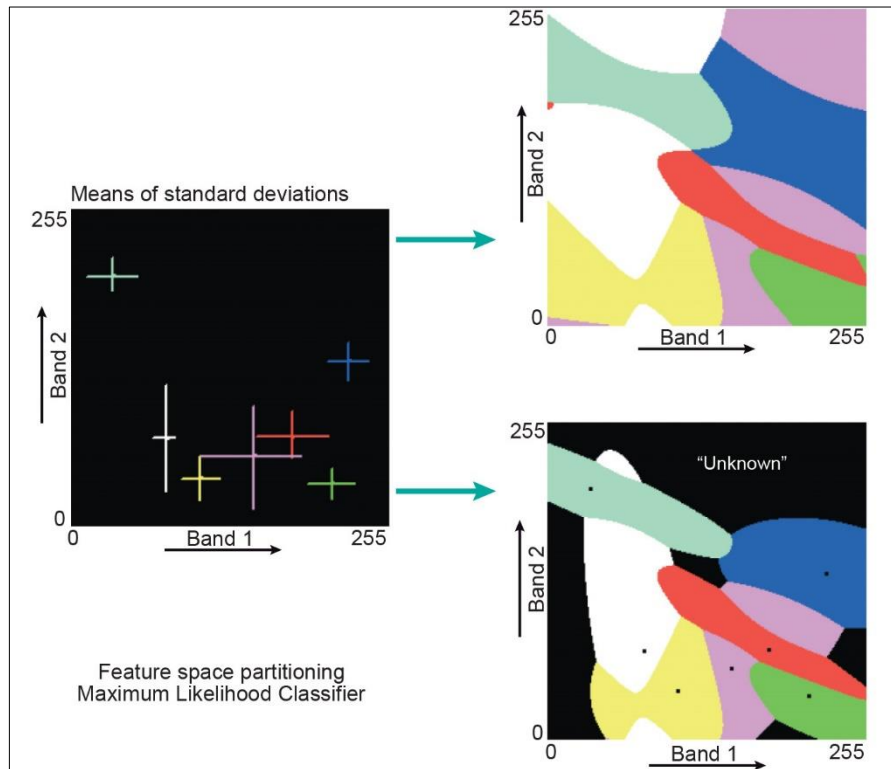 Means of standard deviations
255
Band 2
0
0
Band 1
255
Feature space partitioning
Maximum Likelihood Classifier
255
Band 2
0
0
Band 1
255
255
“Unknown”
Band 2
0
0
Band 1
255